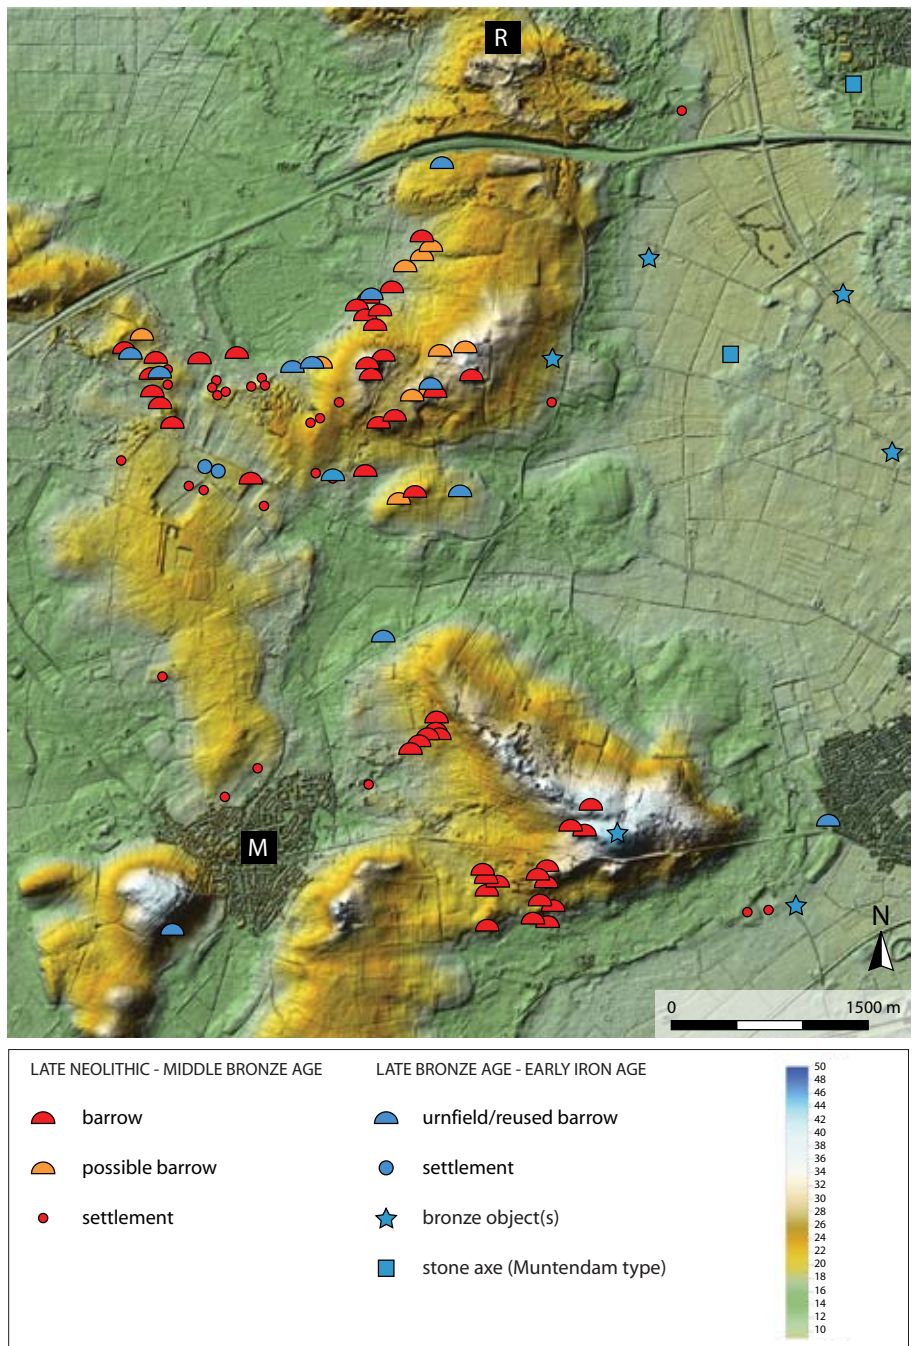 R
M
N
0 1500 m
LATE NEOLITHIC - MIDDLE BRONZE AGE
barrow
possible barrow
settlement
LATE BRONZE AGE - EARLY IRON AGE
urnfield/reused barrow
settlement
bronze object(s)
stone axe (Muntendam type)
50
48
46
44
42
40
38
36
34
32
30
28
26
24
22
20
18
16
14
12
10